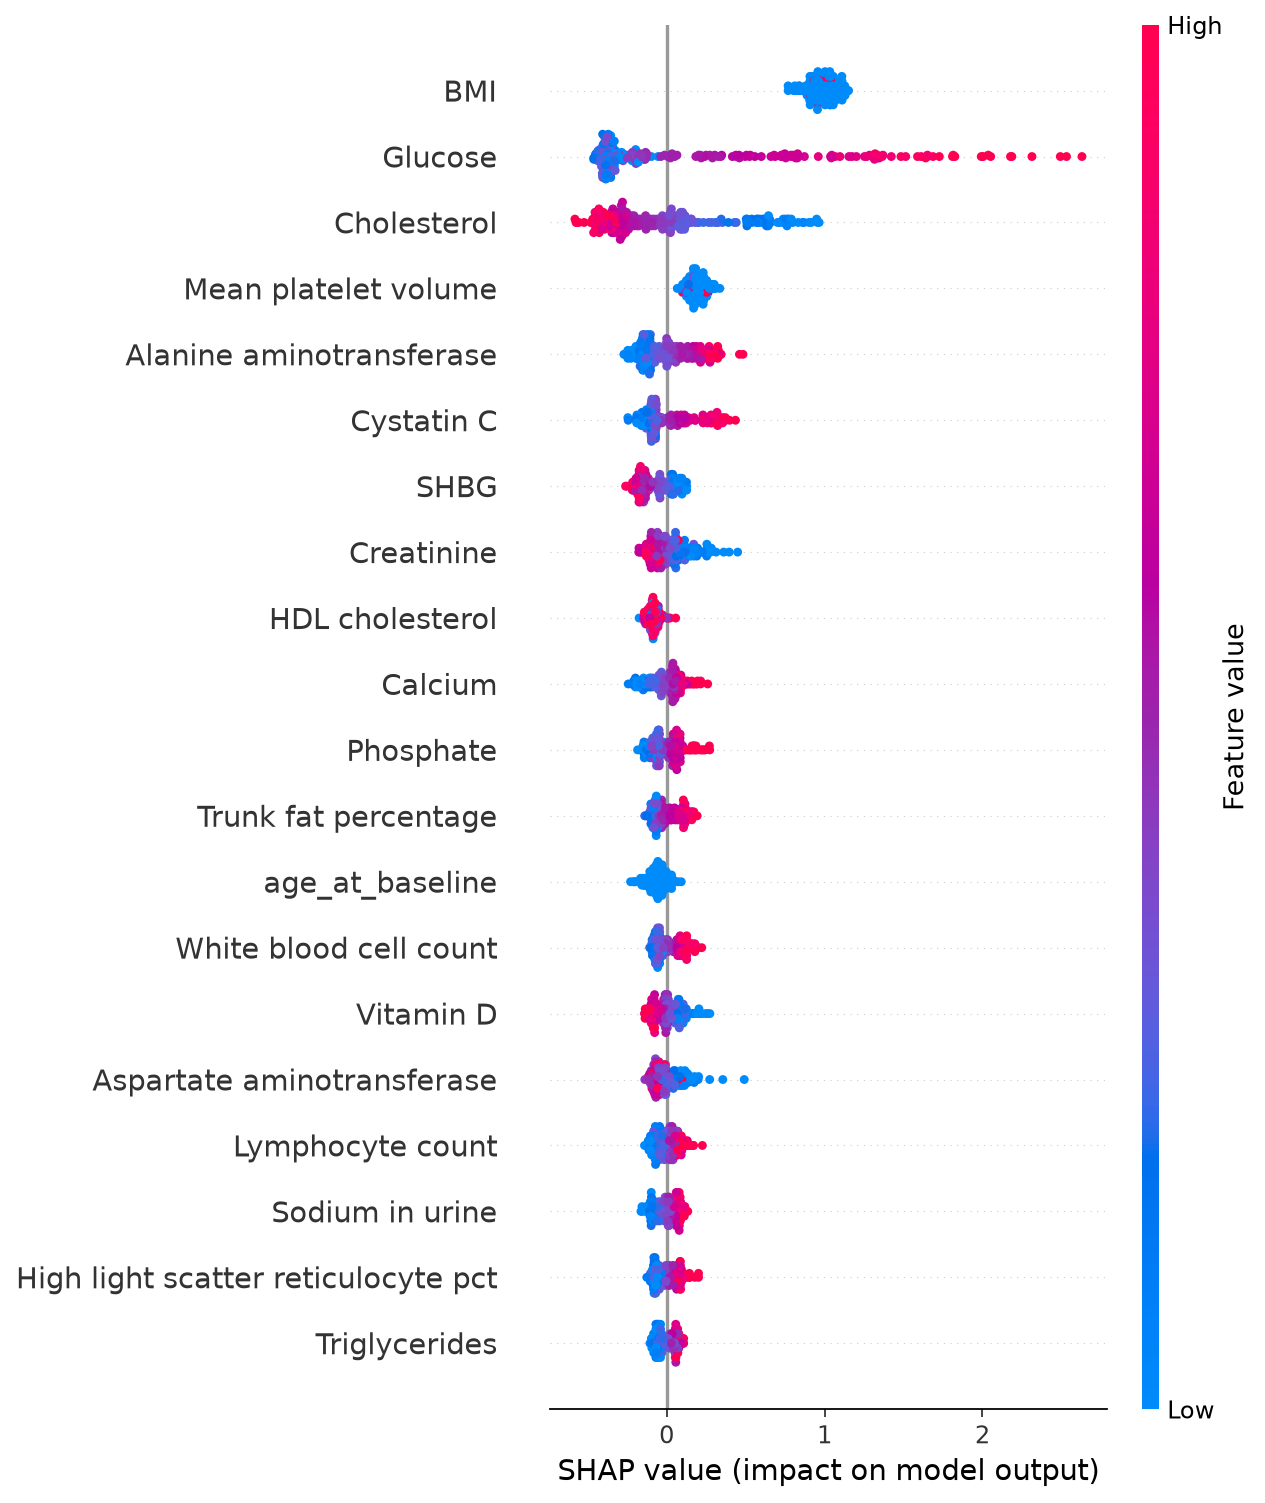 High
BMI
Glucose
Cholesterol
Mean platelet volume
Alanine aminotransferase
Cystatin C
SHBG
Creatinine
HDL cholesterol
Calcium
Phosphate
Trunk fat percentage
age_at_baseline
White blood cell count
Vitamin D
Aspartate aminotransferase
Lymphocyte count
Sodium in urine
High light scatter reticulocyte pct
Triglycerides
Feature value
Low
0 1 2
SHAP value (impact on model output)